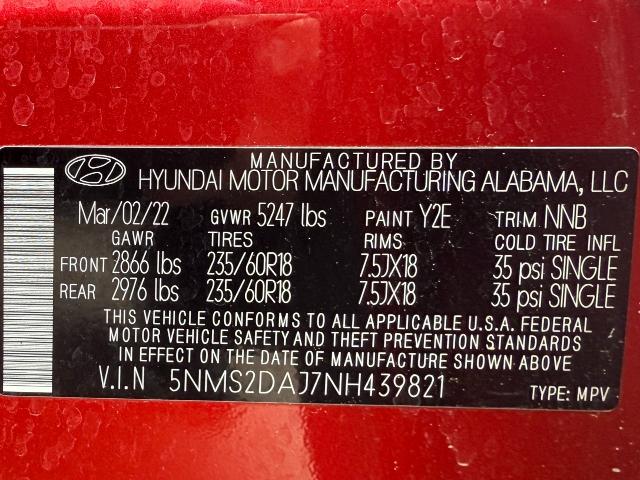 MANUFACTURED BY
HYUNDAI MOTOR MANUFACTURING ALABAMA, LLC
Mar/02/22 GVWR 5247 lbs PAINT Y2E TRIM NNB
GAWR TIRES RIMS COLD TIRE INFL
FRONT 2866 lbs 235/60R18 7.5JX18 35 psi SINGLE
REAR 2976 lbs 235/60R18 7.5JX18 35 psi SINGLE
THIS VEHICLE CONFORMS TO ALL APPLICABLE U.S.A. FEDERAL
MOTOR VEHICLE SAFETY AND THEFT PREVENTION STANDARDS
IN EFFECT ON THE DATE OF MANUFACTURE SHOWN ABOVE
V.I.N 5NMS2DAJ7NH439821 TYPE: MPV